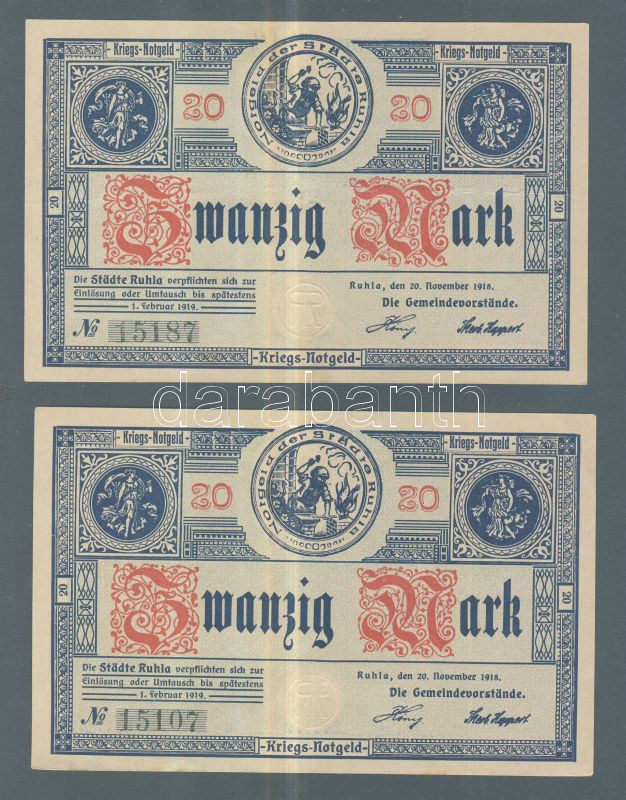 - Kriegs-Notgeld -
- Kriegs-Notgeld -
Notgeld der Städte Ruhla
20
20
Zwanzig Mark
20
20
Die Städte Ruhla verpflichten sich zur
Einlösung oder Umtausch bis spätestens
1. Februar 1919.
Ruhla, den 20. November 1918.
Die Gemeindevorstände.
№ 15187
-Kriegs-Notgeld-
darabanth
- Kriegs-Notgeld -
- Kriegs-Notgeld -
Notgeld der Städte Ruhla
20
20
Zwanzig Mark
20
20
Die Städte Ruhla verpflichten sich zur
Einlösung oder Umtausch bis spätestens
1. Februar 1919.
Ruhla, den 20. November 1918.
Die Gemeindevorstände.
№ 15107
-Kriegs-Notgeld-